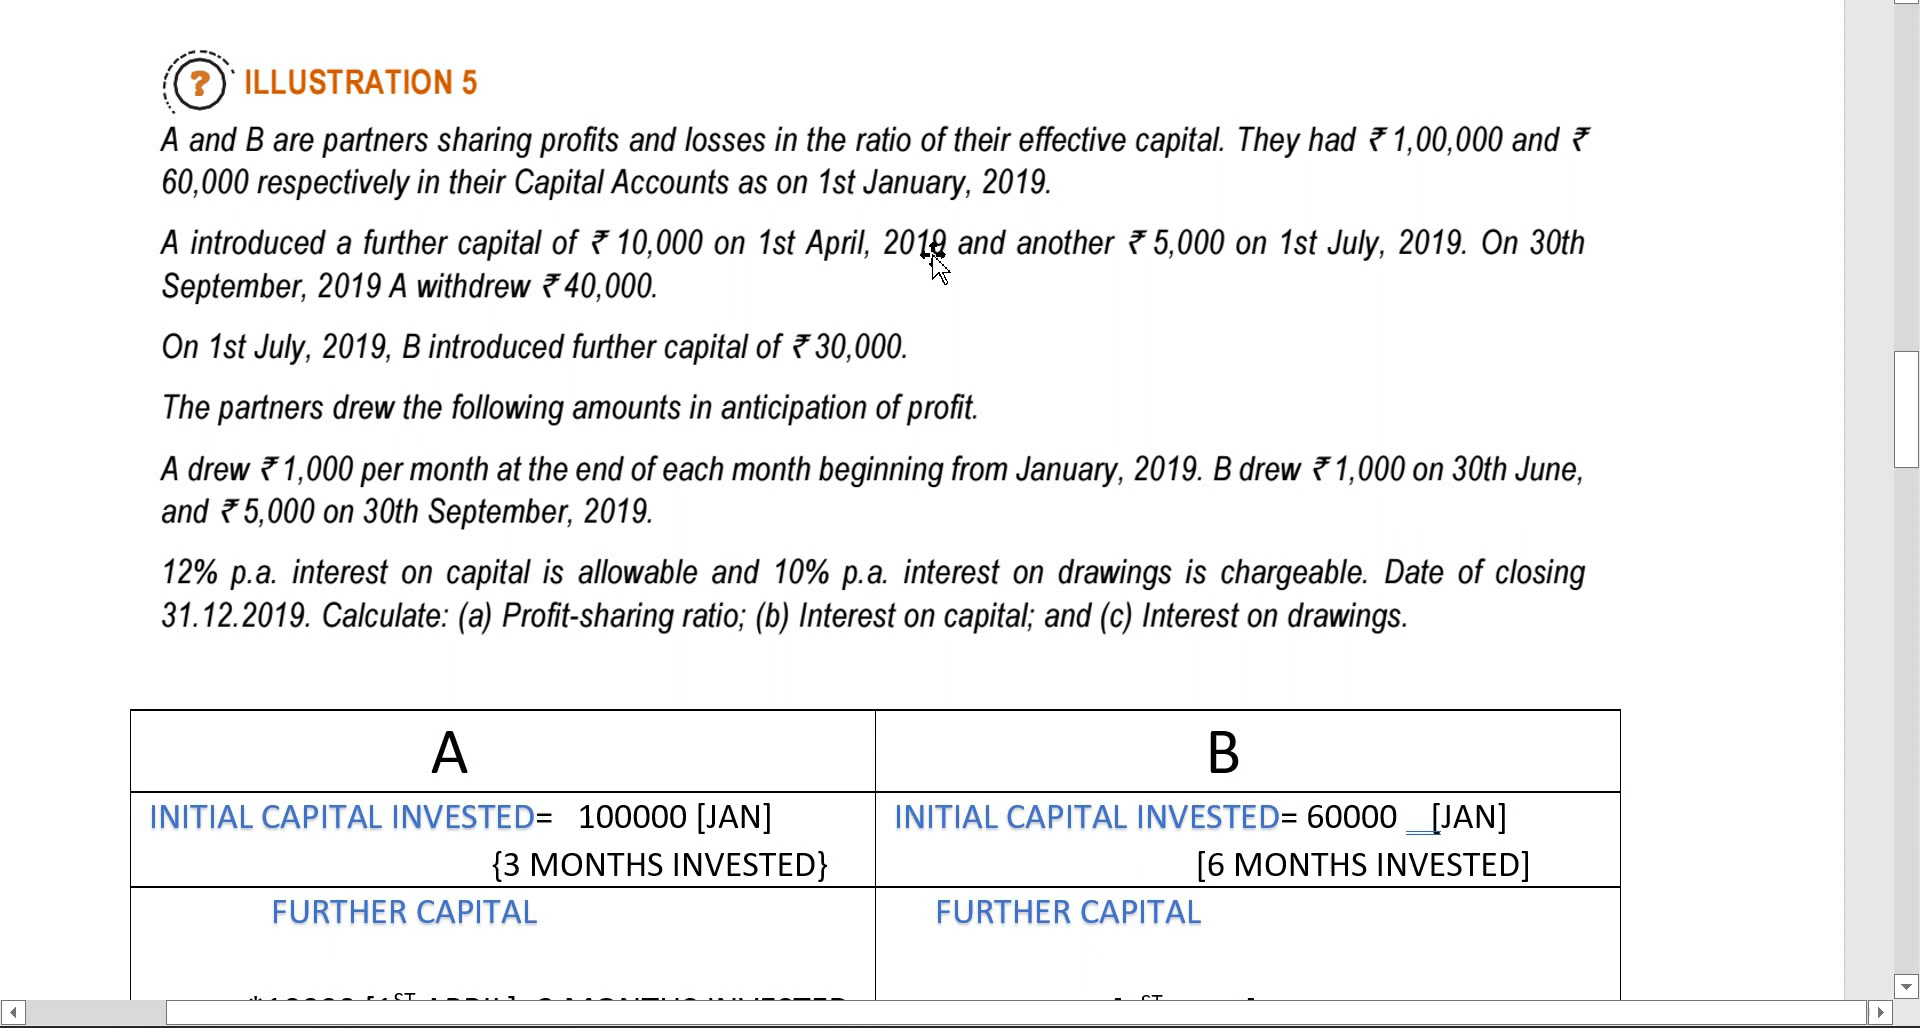 ?
ILLUSTRATION 5
A and B are partners sharing profits and losses in the ratio of their effective capital. They had ₹ 1,00,000 and ₹
60,000 respectively in their Capital Accounts as on 1st January, 2019.
A introduced a further capital of ₹ 10,000 on 1st April, 2019 and another ₹ 5,000 on 1st July, 2019. On 30th
September, 2019 A withdrew ₹ 40,000.
On 1st July, 2019, B introduced further capital of ₹ 30,000.
The partners drew the following amounts in anticipation of profit.
A drew ₹ 1,000 per month at the end of each month beginning from January, 2019. B drew ₹ 1,000 on 30th June,
and ₹ 5,000 on 30th September, 2019.
12% p.a. interest on capital is allowable and 10% p.a. interest on drawings is chargeable. Date of closing
31.12.2019. Calculate: (a) Profit-sharing ratio; (b) Interest on capital; and (c) Interest on drawings.
A
B
INITIAL CAPITAL INVESTED= 100000 [JAN]
{3 MONTHS INVESTED}
INITIAL CAPITAL INVESTED= 60000 [JAN]
[6 MONTHS INVESTED]
FURTHER CAPITAL
FURTHER CAPITAL